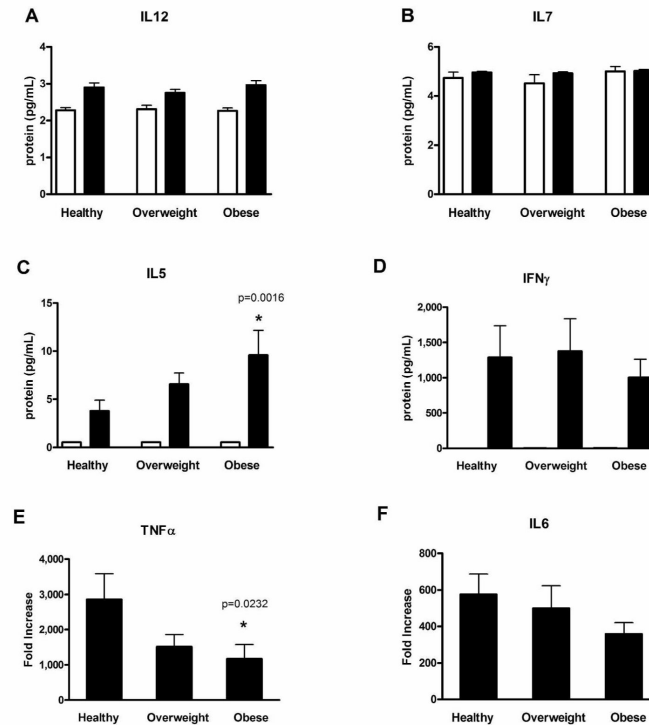 A
IL12
protein (pg/mL)
4
3
2
1
0
Healthy Overweight Obese
B
IL7
protein (pg/mL)
6
4
2
0
Healthy Overweight Obese
C
IL5
p=0.0016
*
protein (pg/mL)
15
10
5
0
Healthy Overweight Obese
D
IFNγ
protein (pg/mL)
2,000
1,500
1,000
500
0
Healthy Overweight Obese
E
TNFα
p=0.0232
*
Fold Increase
4,000
3,000
2,000
1,000
0
Healthy Overweight Obese
F
IL6
Fold Increase
800
600
400
200
0
Healthy Overweight Obese